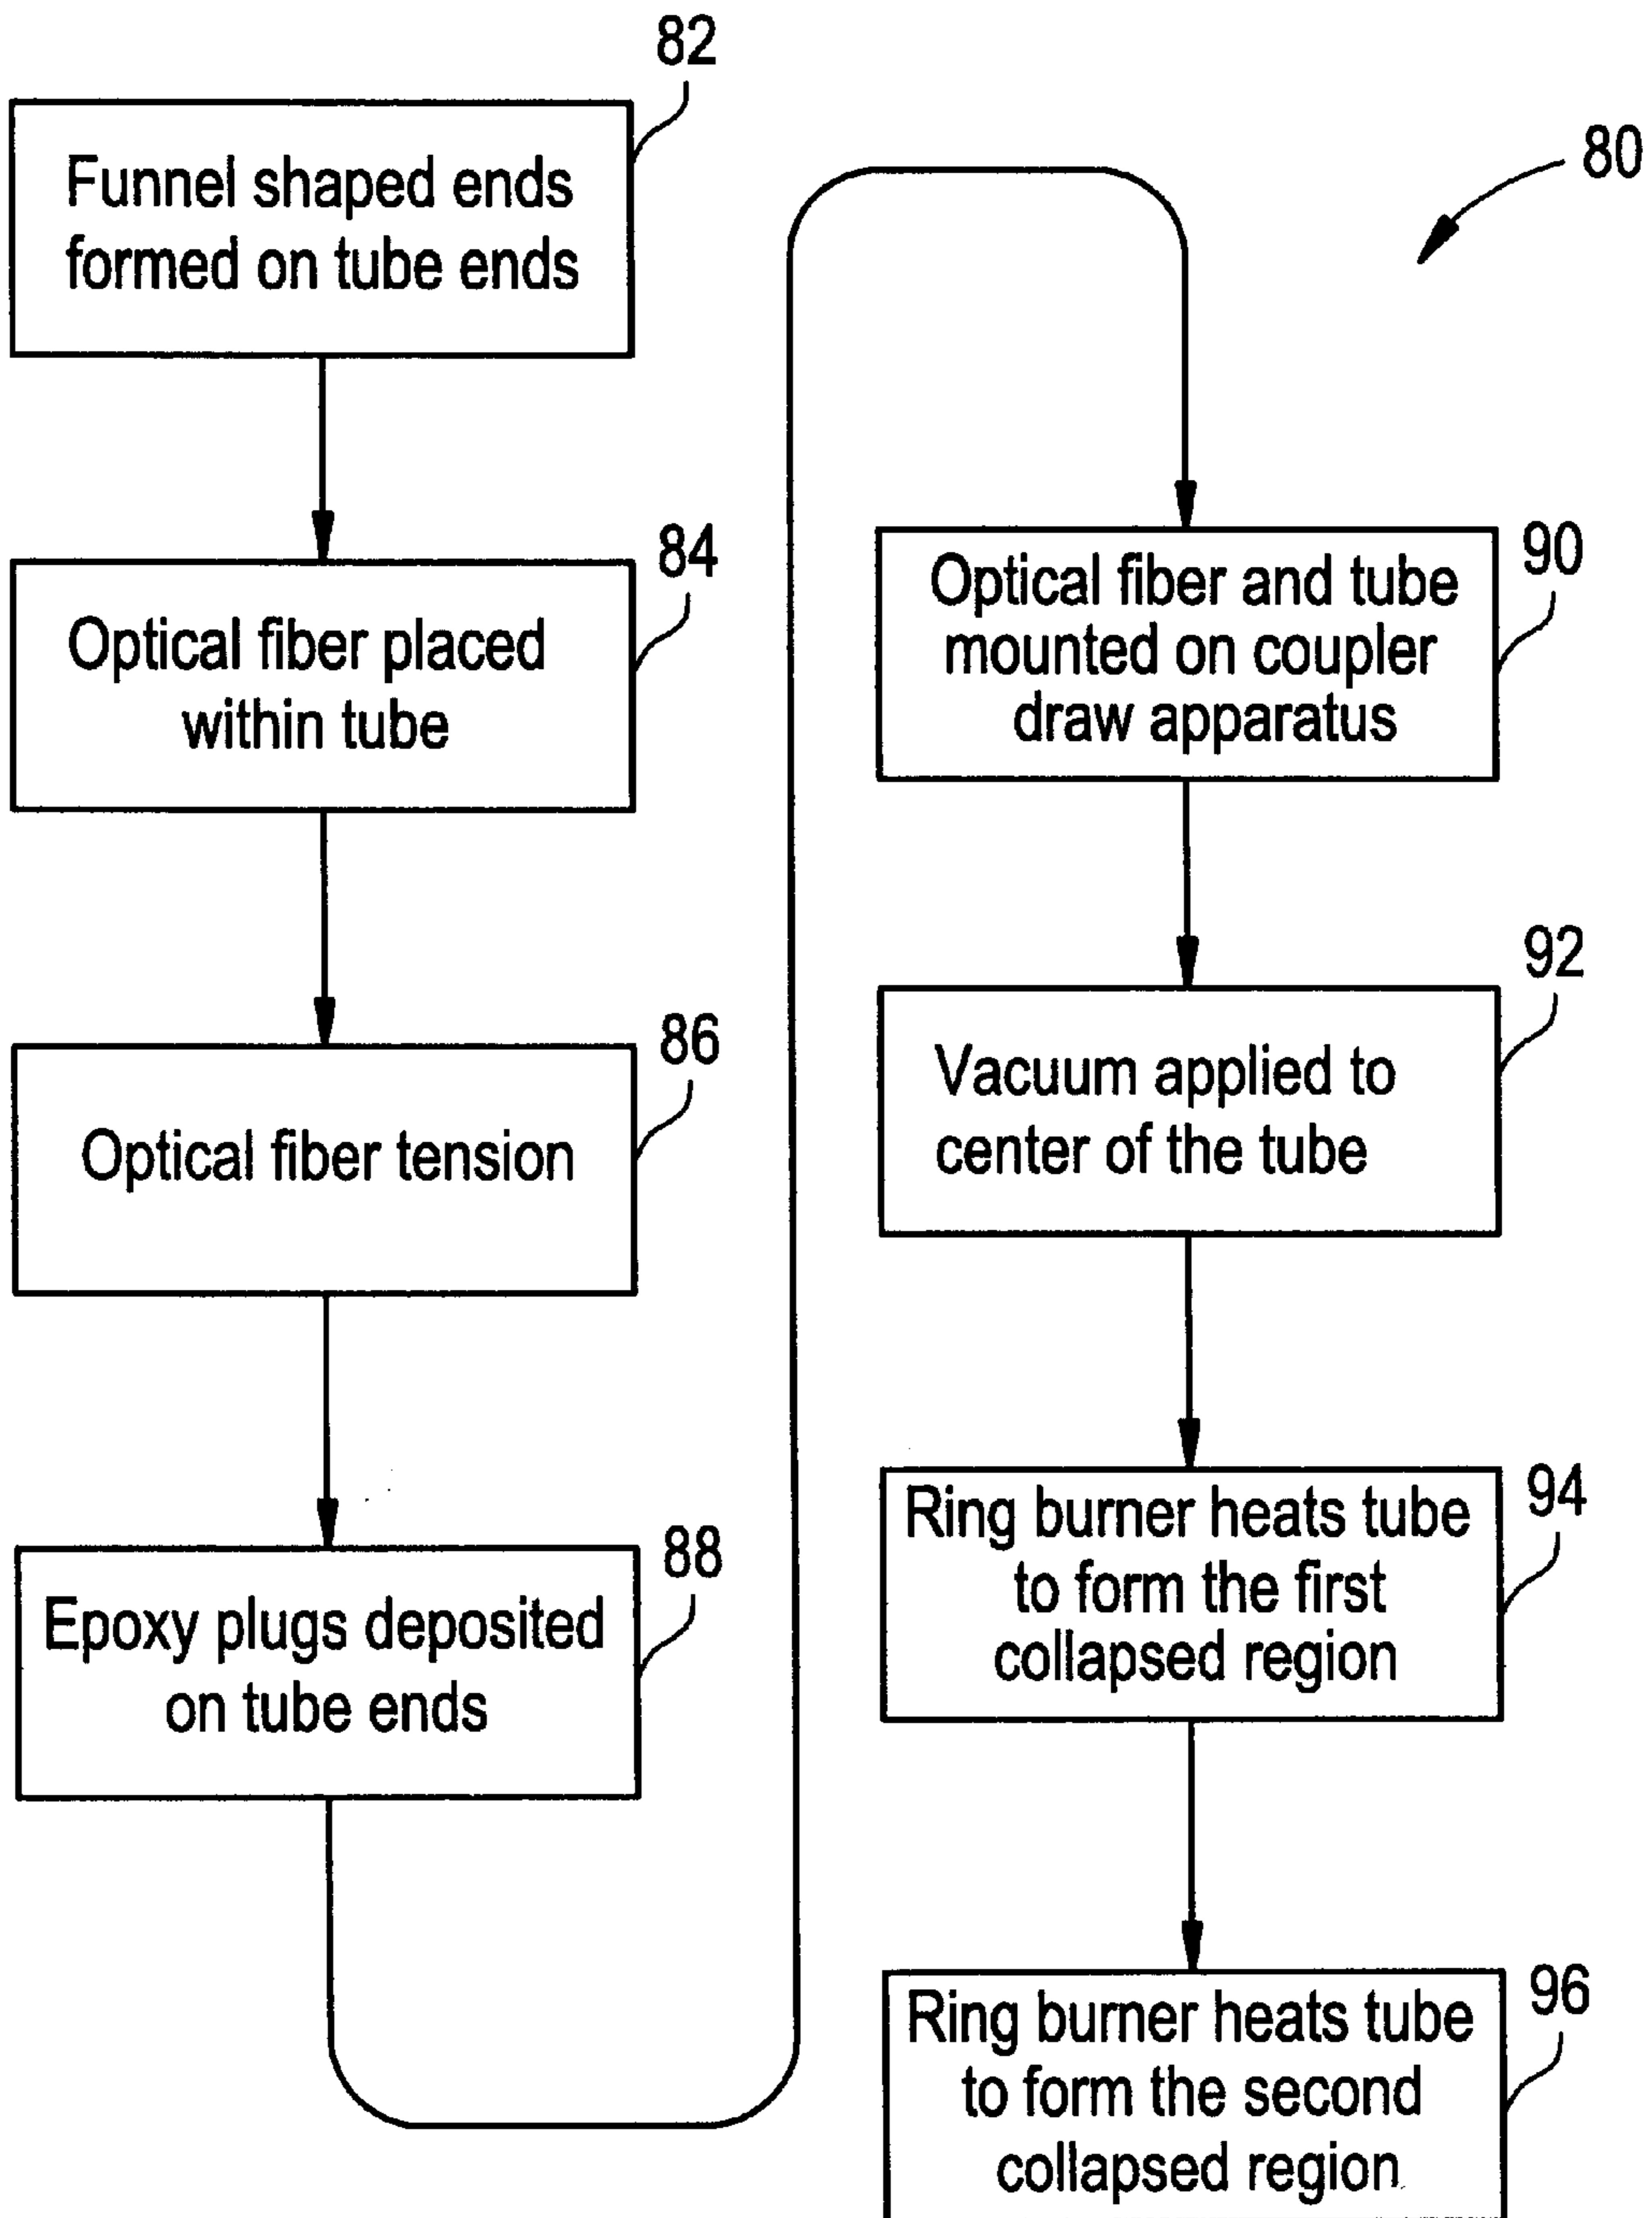 82
Funnel shaped ends
formed on tube ends
84
Optical fiber placed
within tube
86
Optical fiber tension
88
Epoxy plugs deposited
on tube ends
80
90
Optical fiber and tube
mounted on coupler
draw apparatus
92
Vacuum applied to
center of the tube
94
Ring burner heats tube
to form the first
collapsed region
96
Ring burner heats tube
to form the second
collapsed region